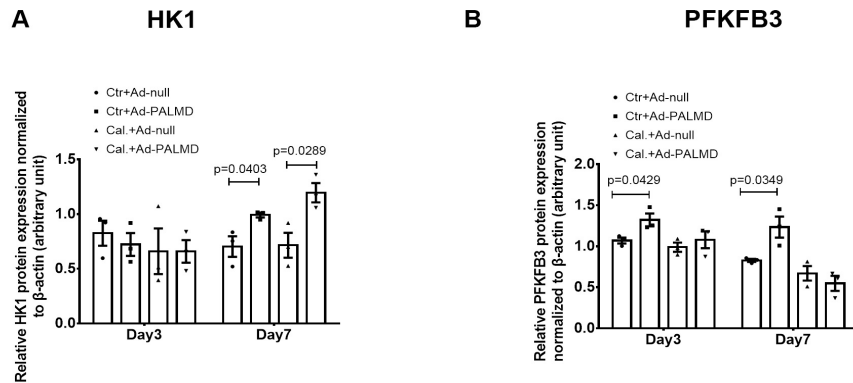 A
HK1
Ctr+Ad-null
Ctr+Ad-PALMD
Cal.+Ad-null
Cal.+Ad-PALMD
Relative HK1 protein expression normalized
to β-actin (arbitrary unit)
1.5
1.0
0.5
0.0
p=0.0403
p=0.0289
Day3
Day7
B
PFKFB3
Ctr+Ad-null
Ctr+Ad-PALMD
Cal.+Ad-null
Cal.+Ad-PALMD
Relative PFKFB3 protein expression
normalized to β-actin (arbitrary unit)
2.0
1.5
1.0
0.5
0.0
p=0.0429
p=0.0349
Day3
Day7